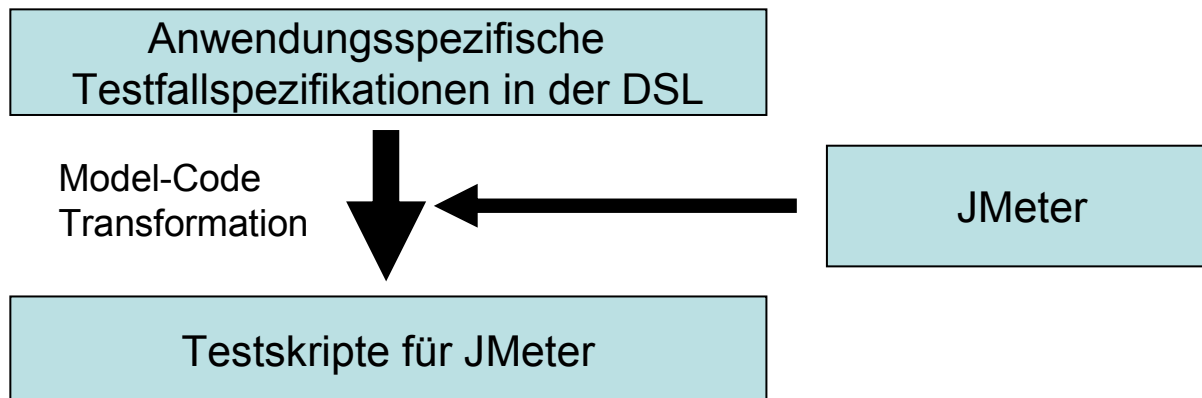 Anwendungsspezifische
Testfallspezifikationen in der DSL
Model-Code
Transformation
JMeter
Testskripte für JMeter